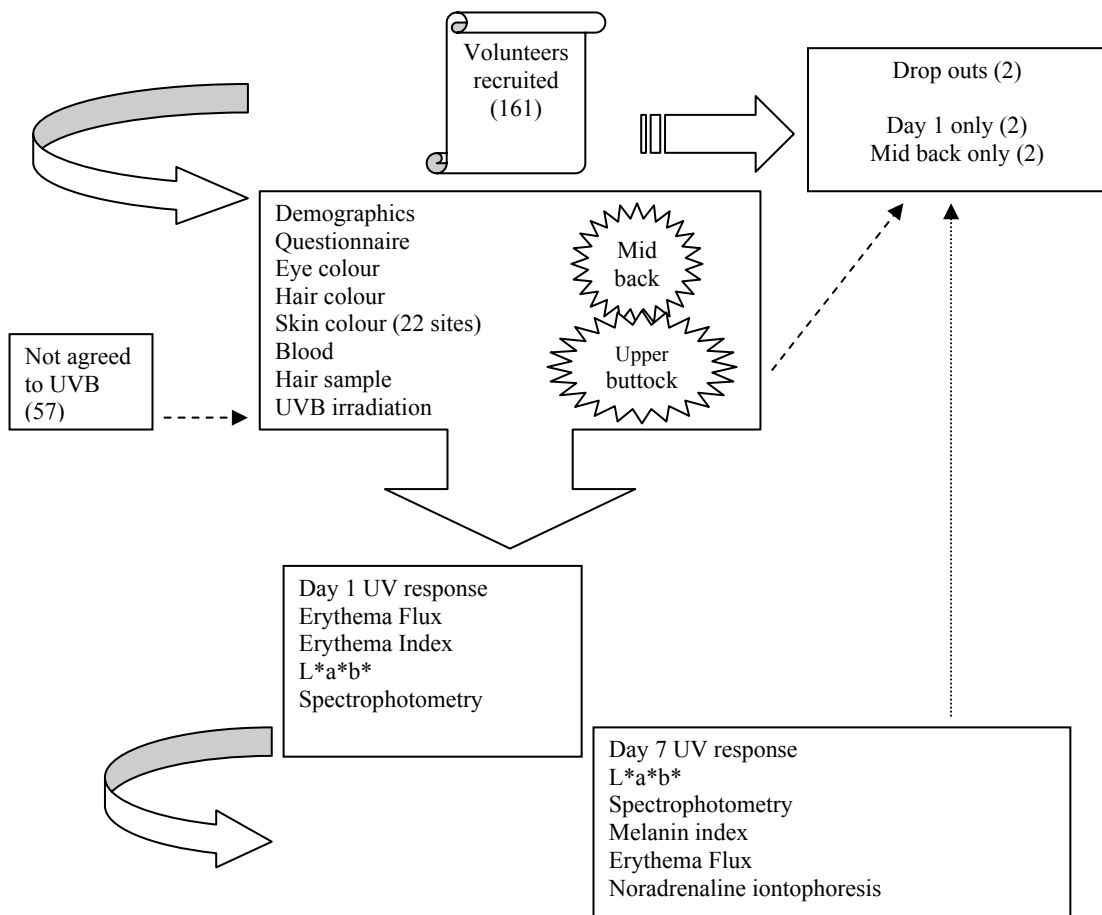 Volunteers
recruited
(161)
Drop outs (2)
Day 1 only (2)
Mid back only (2)
Demographics
Questionnaire
Eye colour
Hair colour
Skin colour (22 sites)
Blood
Hair sample
UVB irradiation
Mid
back
Upper
buttock
Not agreed
to UVB
(57)
Day 1 UV response
Erythema Flux
Erythema Index
L*a*b*
Spectrophotometry
Day 7 UV response
L*a*b*
Spectrophotometry
Melanin index
Erythema Flux
Noradrenaline iontophoresis